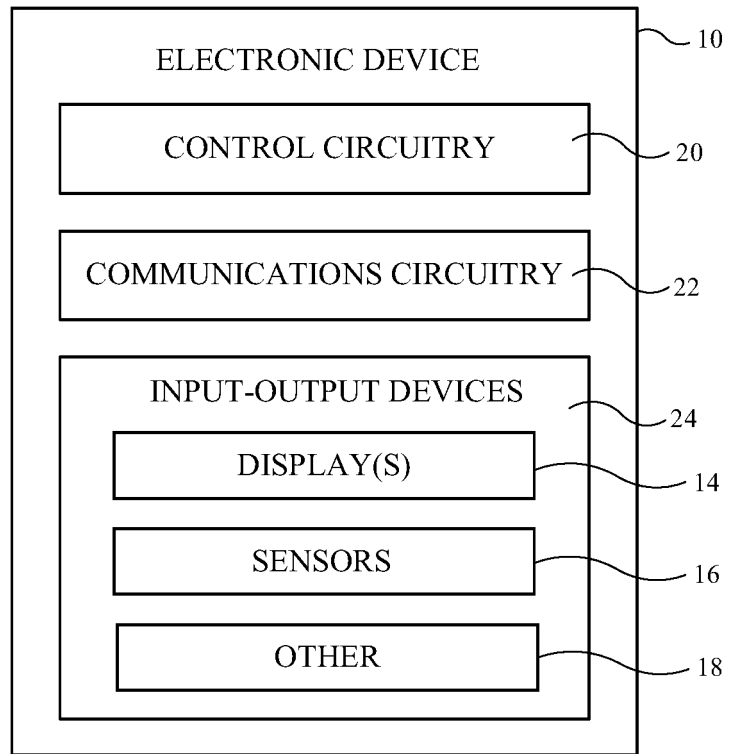 10
ELECTRONIC DEVICE
CONTROL CIRCUITRY
20
COMMUNICATIONS CIRCUITRY
22
INPUT-OUTPUT DEVICES
24
DISPLAY(S)
14
SENSORS
16
OTHER
18